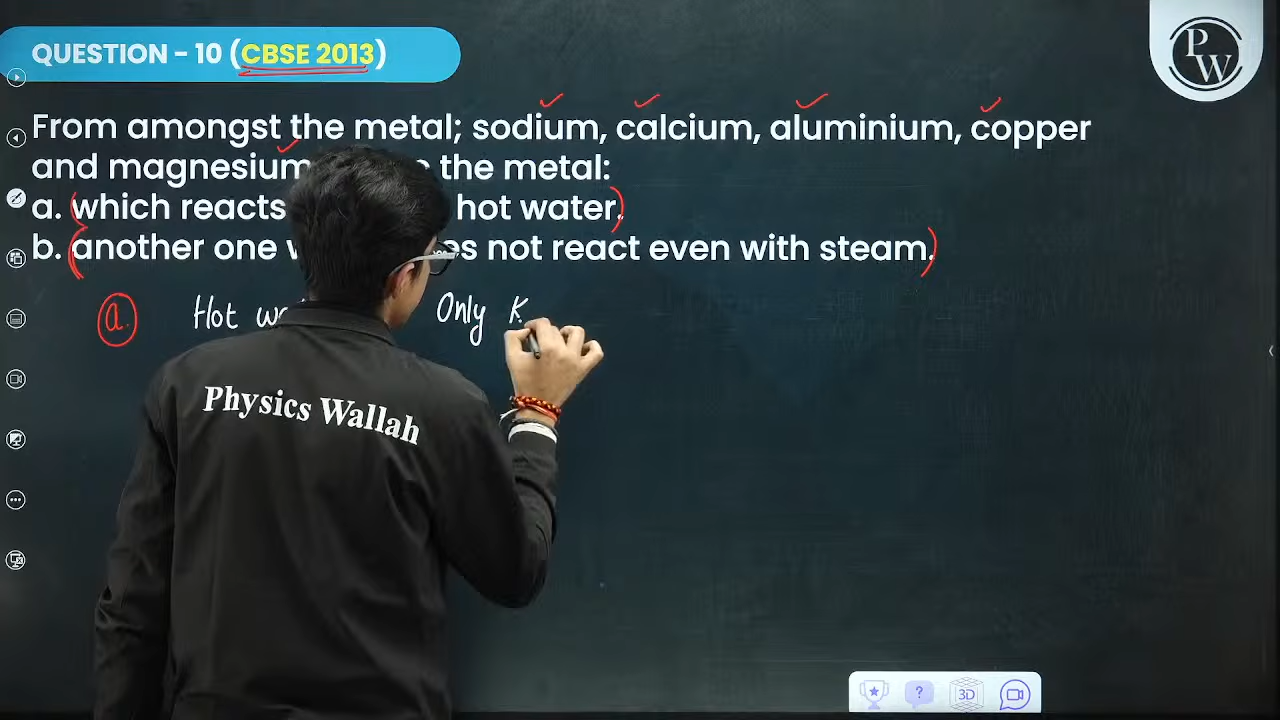 QUESTION - 10 (CBSE 2013)
PW
From amongst the metal; sodium, calcium, aluminium, copper
and magnesium the metal:
a. which reacts hot water.
b. another one not react even with steam.
a. Hot Only K
Physics Wallah
?
3D